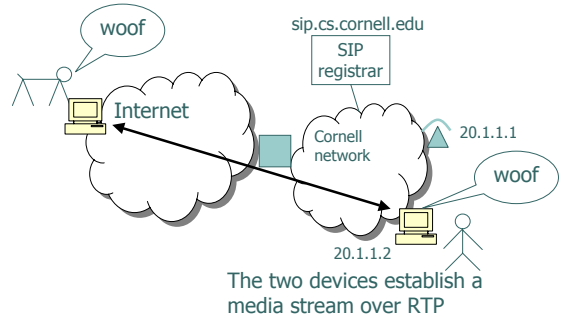 woof
sip.cs.cornell.edu
SIP
registrar
Internet
Cornell
network
20.1.1.1
woof
20.1.1.2
The two devices establish a
media stream over RTP